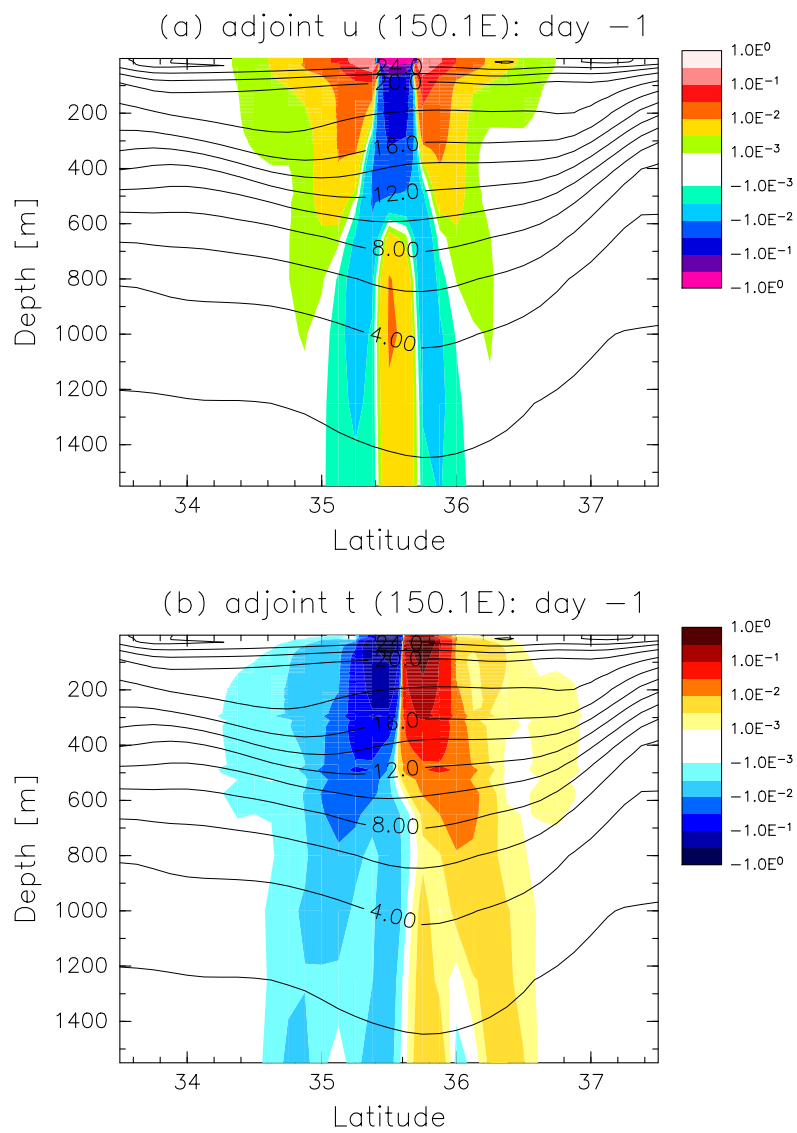 (a) adjoint u (150.1E): day −1
24.0
20.0
16.0
12.0
8.00
4.00
200
400
600
800
1000
1200
1400
Depth [m]
34
35
36
37
Latitude
1.0E⁰
1.0E⁻¹
1.0E⁻²
1.0E⁻³
−1.0E⁻³
−1.0E⁻²
−1.0E⁻¹
−1.0E⁰
(b) adjoint t (150.1E): day −1
24.0
20.0
16.0
12.0
8.00
4.00
200
400
600
800
1000
1200
1400
Depth [m]
34
35
36
37
Latitude
1.0E⁰
1.0E⁻¹
1.0E⁻²
1.0E⁻³
−1.0E⁻³
−1.0E⁻²
−1.0E⁻¹
−1.0E⁰